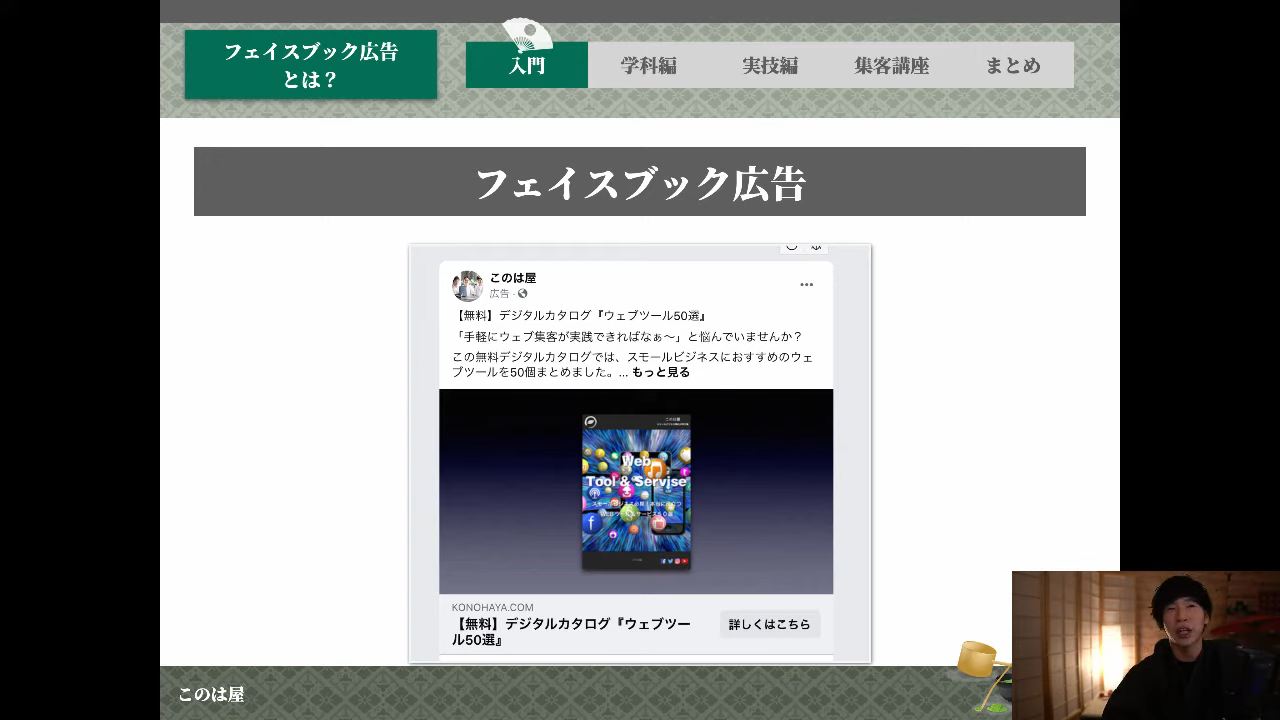 フェイスブック広告
とは？
入門
学科編
実技編
集客講座
まとめ
フェイスブック広告
このは屋
広告
【無料】デジタルカタログ『ウェブツール50選』
「手軽にウェブ集客が実践できればなぁ〜」と悩んでいませんか？
この無料デジタルカタログでは、スモールビジネスにおすすめのウェ
ブツールを50個まとめました。... もっと見る
このは屋
Web
Tool & Servise
KONOHAYA.COM
【無料】デジタルカタログ『ウェブツー
ル50選』
詳しくはこちら
このは屋